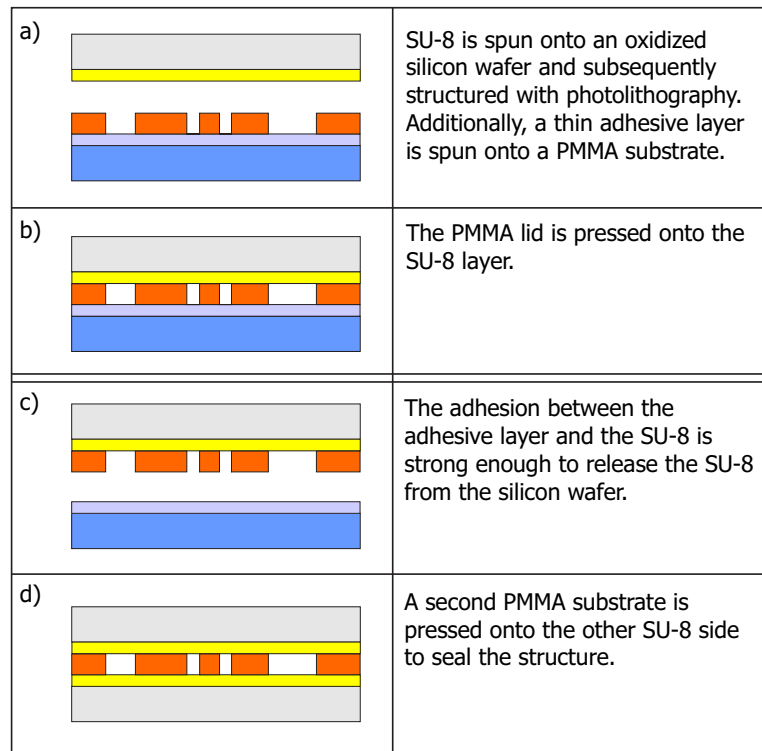 a)
SU-8 is spun onto an oxidized
silicon wafer and subsequently
structured with photolithography.
Additionally, a thin adhesive layer
is spun onto a PMMA substrate.
b)
The PMMA lid is pressed onto the
SU-8 layer.
c)
The adhesion between the
adhesive layer and the SU-8 is
strong enough to release the SU-8
from the silicon wafer.
d)
A second PMMA substrate is
pressed onto the other SU-8 side
to seal the structure.